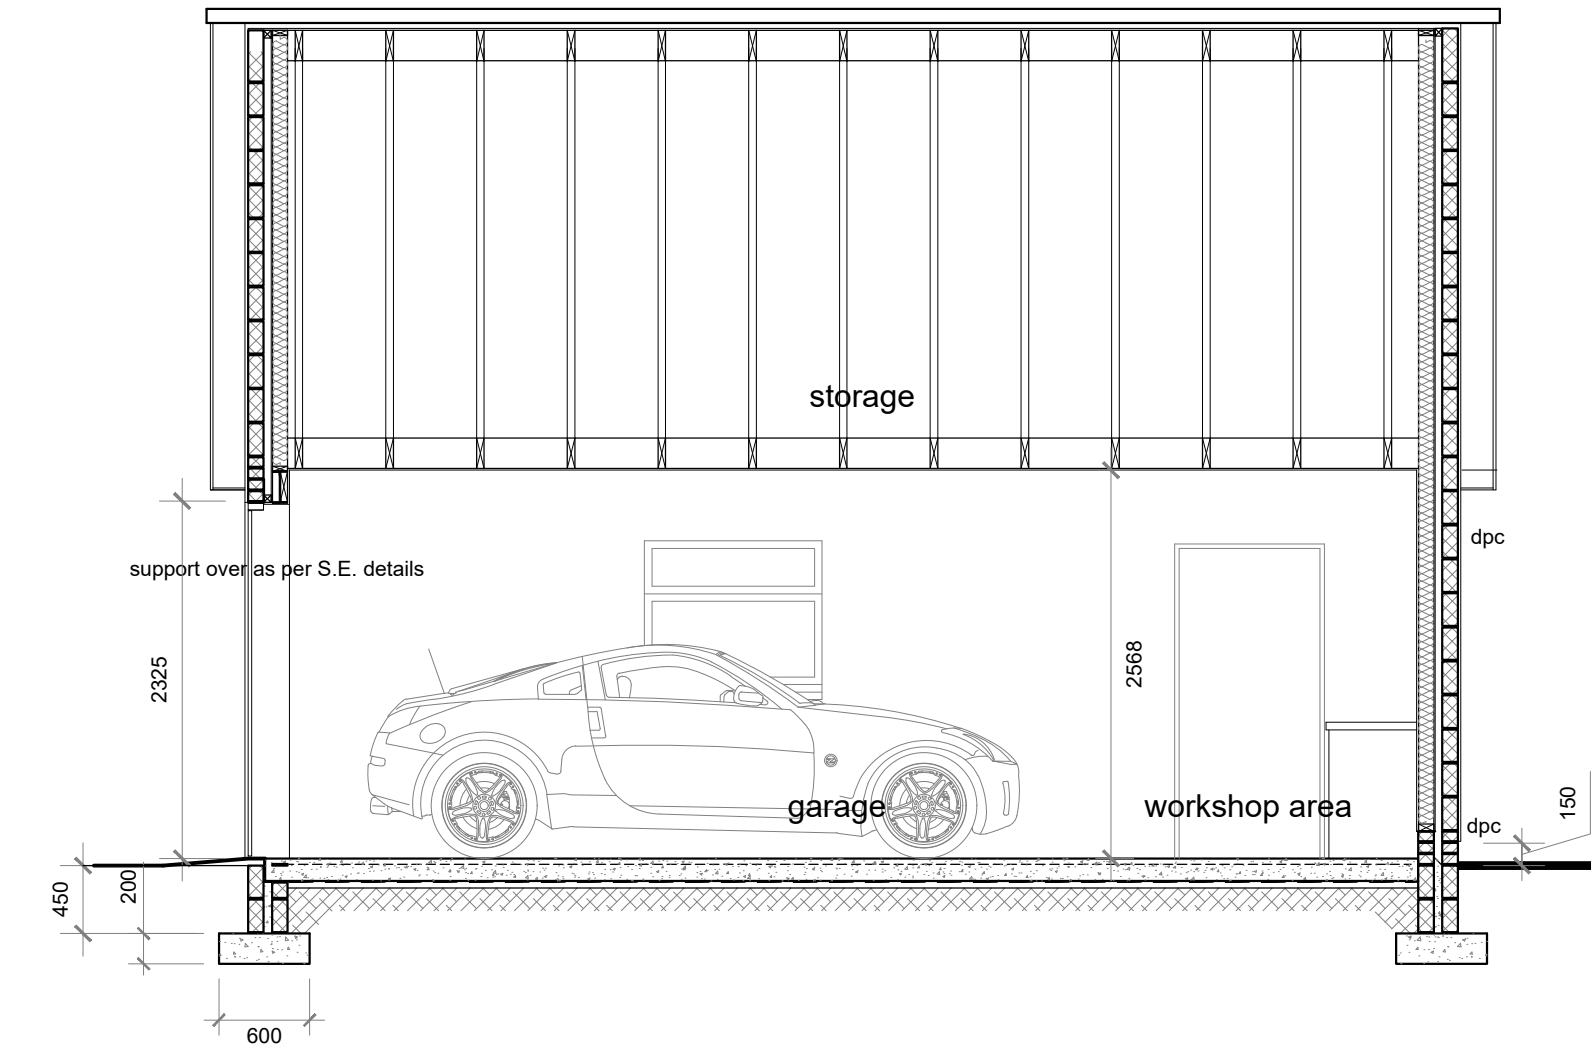 storage
dpc
support over as per S.E. details
2325
2568
garage
workshop area
dpc
150
450
200
600